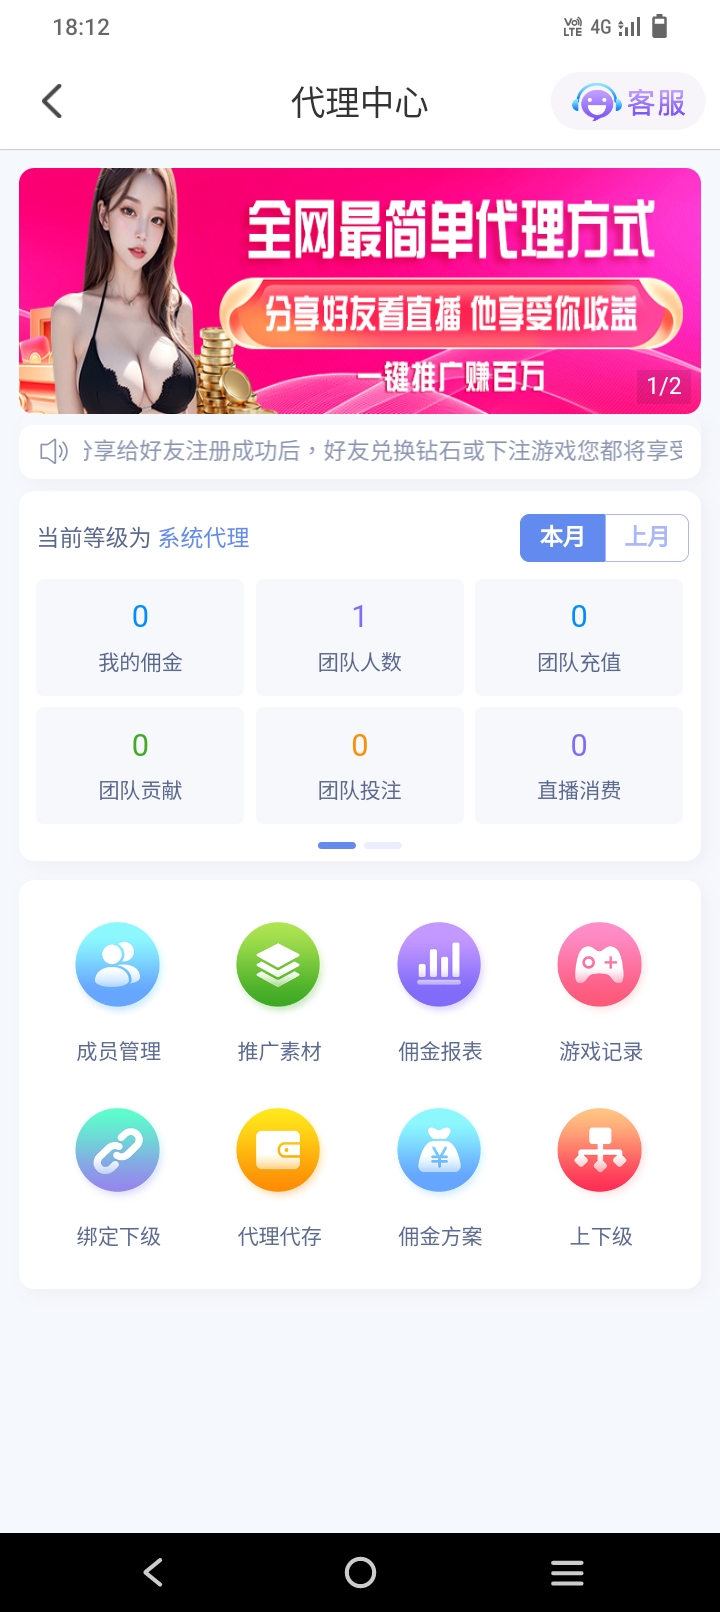 18:12
VoLTE 4G
代理中心
客服
全网最简单代理方式
分享好友看直播 他享受你收益
一键推广赚百万
1/2
分享给好友注册成功后,好友兑换钻石或下注游戏您都将享受
当前等级为 系统代理
本月 上月
0 1 0
我的佣金 团队人数 团队充值
0 0 0
团队贡献 团队投注 直播消费
成员管理 推广素材 佣金报表 游戏记录
¥
绑定下级 代理代存 佣金方案 上下级